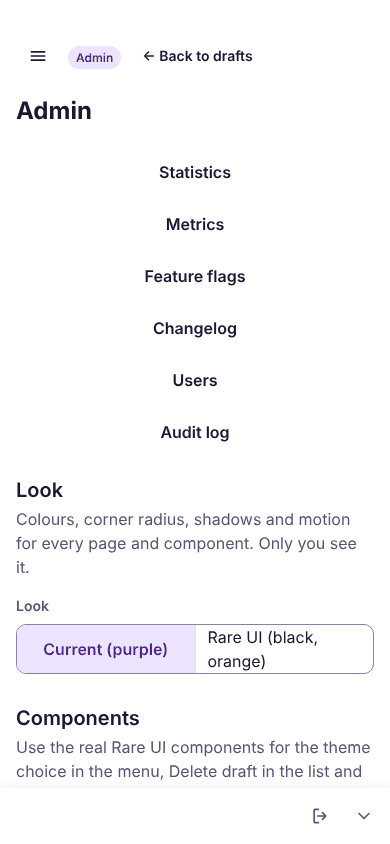 Admin
← Back to drafts
Admin
Statistics
Metrics
Feature flags
Changelog
Users
Audit log
Look
Colours, corner radius, shadows and motion
for every page and component. Only you see
it.
Look
Current (purple)
Rare UI (black,
orange)
Components
Use the real Rare UI components for the theme
choice in the menu, Delete draft in the list and